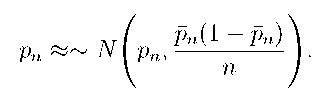 p_n ≈∼ N(p_n, \frac{\bar{p}_n(1 − \bar{p}_n)}{n}).